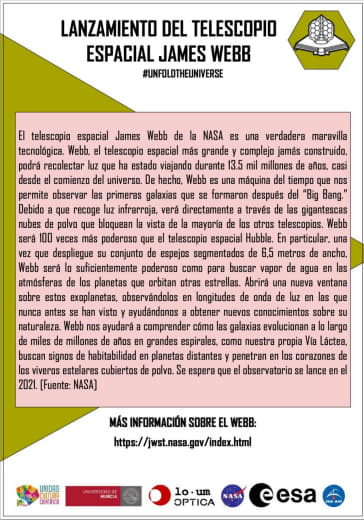 LANZAMIENTO DEL TELESCOPIO
ESPACIAL JAMES WEBB
#UNFOLDTHEUNIVERSE
El telescopio espacial James Webb de la NASA es una verdadera maravilla
tecnológica. Webb, el telescopio espacial más grande y complejo jamás construido,
podrá recolectar luz que ha estado viajando durante 13.5 mil millones de años, casi
desde el comienzo del universo. De hecho, Webb es una máquina del tiempo que nos
permite observar las primeras galaxias que se formaron después del “Big Bang.”
Debido a que recoge luz infrarroja, verá directamente a través de las gigantescas
nubes de polvo que bloquean la vista de la mayoría de los otros telescopios. Webb
será 100 veces más poderoso que el telescopio espacial Hubble. En particular, una
vez que despliegue su conjunto de espejos segmentados de 6,5 metros de ancho,
Webb será lo suficientemente poderoso como para buscar vapor de agua en las
atmósferas de los planetas que orbitan otras estrellas. Abrirá una nueva ventana
sobre estos exoplanetas, observándolos en longitudes de onda de luz en las que
nunca antes se han visto y ayudándonos a obtener nuevos conocimientos sobre su
naturaleza. Webb nos ayudará a comprender cómo las galaxias evolucionan a lo largo
de miles de millones de años en grandes espirales, como nuestra propia Vía Láctea,
buscan signos de habitabilidad en planetas distantes y penetran en los corazones de
los viveros estelares cubiertos de polvo. Se espera que el observatorio se lance en el
2021. (Fuente: NASA)
MÁS INFORMACIÓN SOBRE EL WEBB:
https://jwst.nasa.gov/index.html
UNIDAD
CULTURA
CIENTÍFICA
UNIVERSIDAD DE
MURCIA
lo·um
OPTICA
NASA
esa